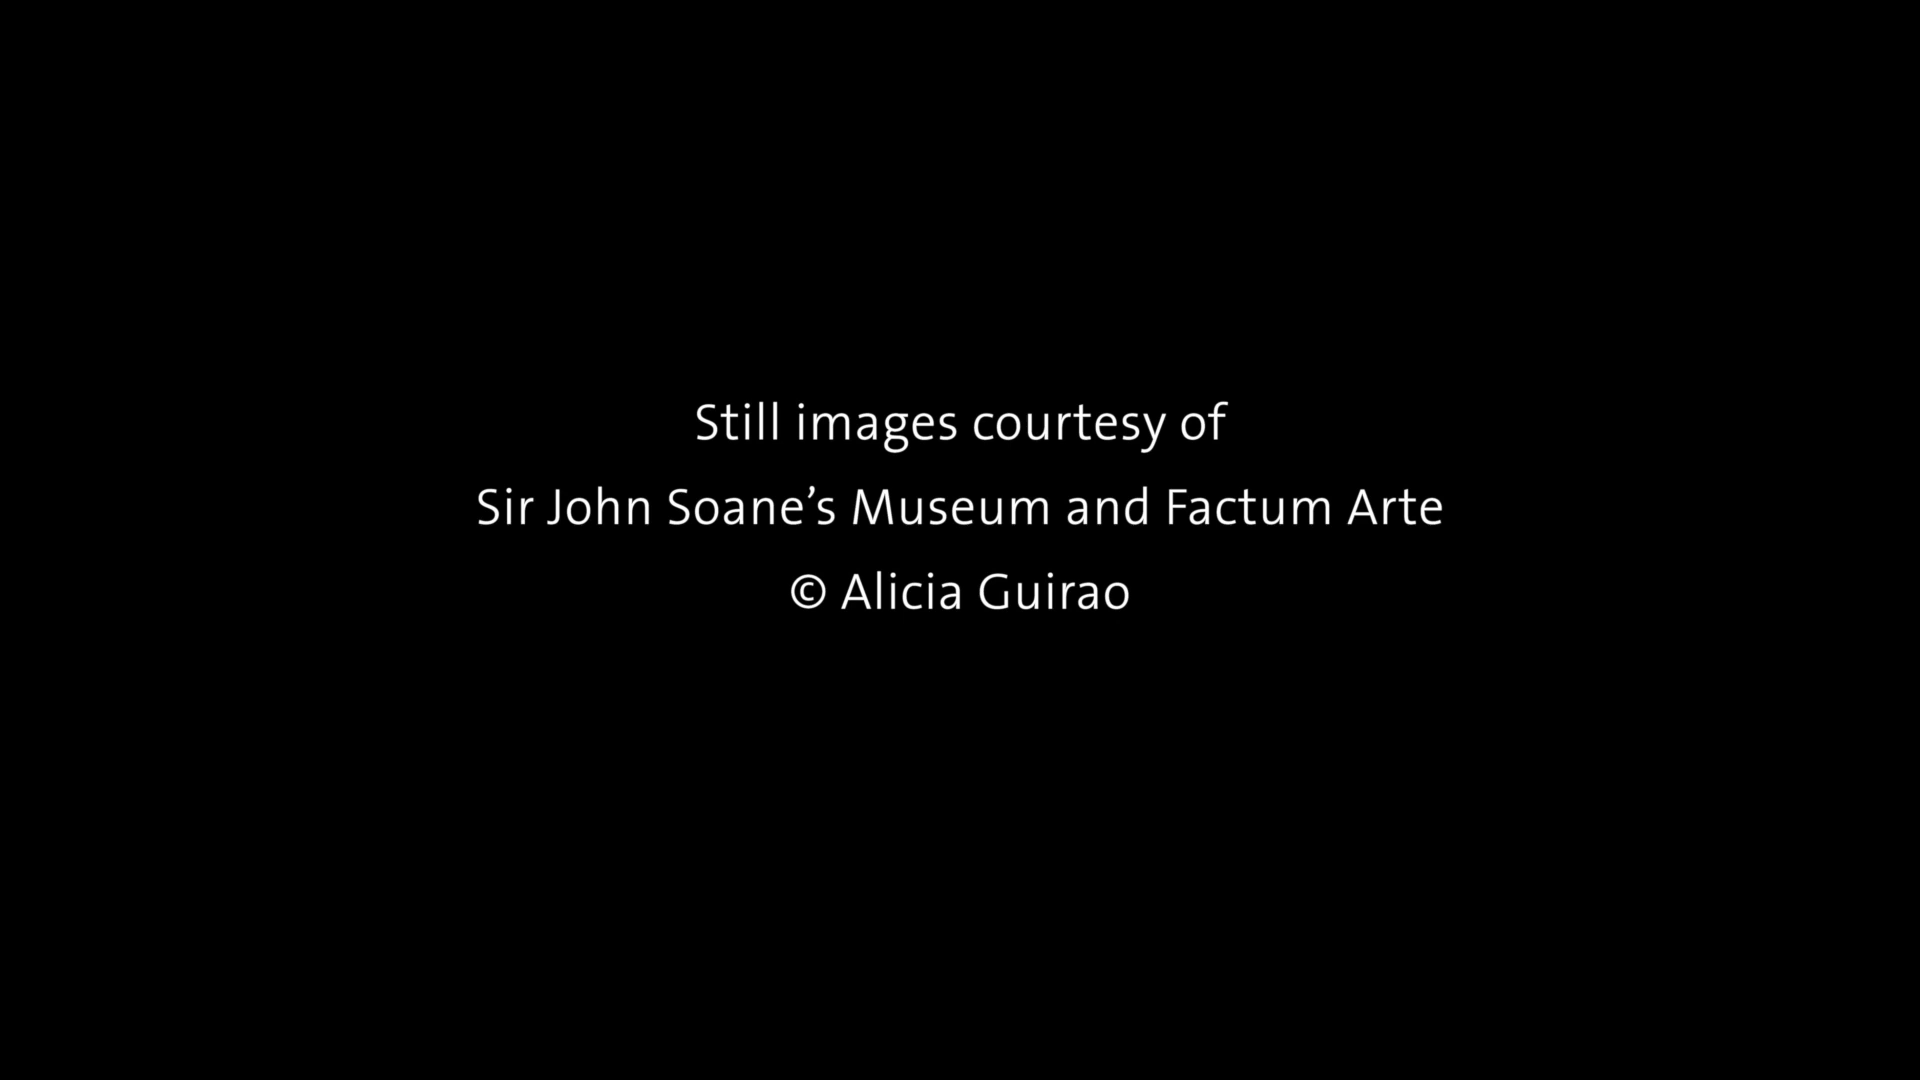 Still images courtesy of
Sir John Soane’s Museum and Factum Arte
© Alicia Guirao